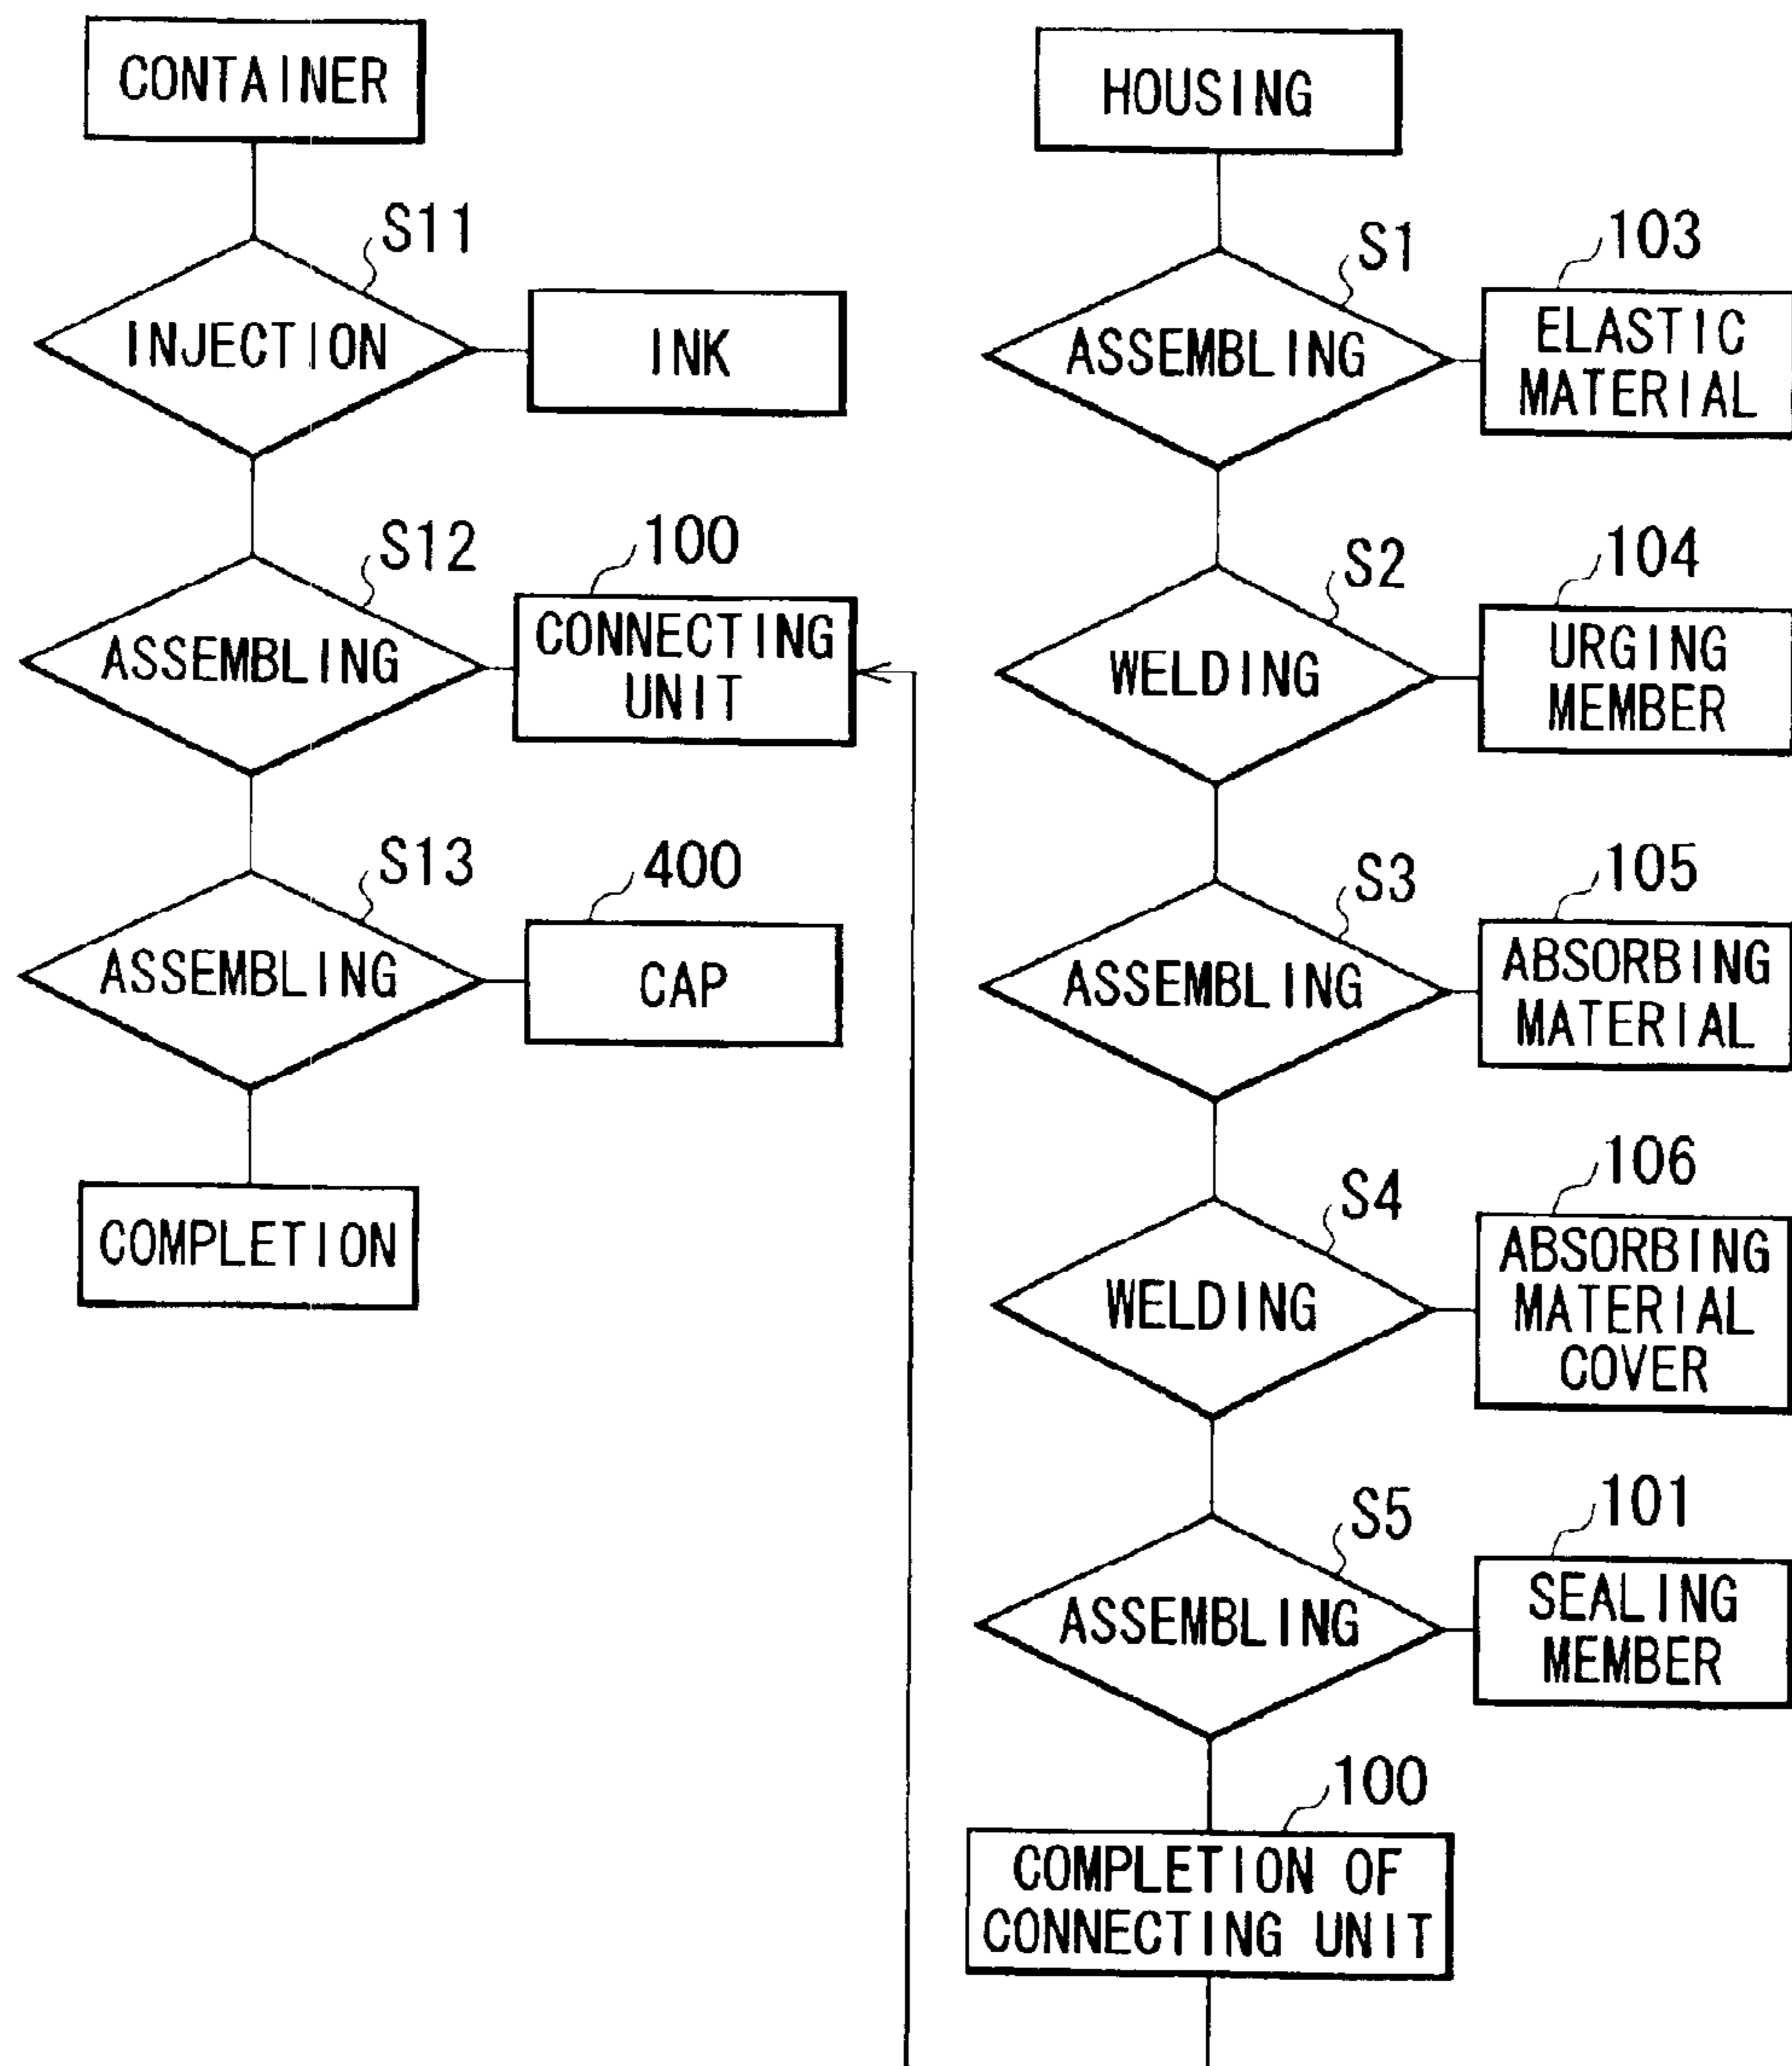 CONTAINER
S11
INJECTION
INK
S12
100
ASSEMBLING
CONNECTING
UNIT
S13
400
ASSEMBLING
CAP
COMPLETION
HOUSING
S1
103
ASSEMBLING
ELASTIC
MATERIAL
S2
104
WELDING
URGING
MEMBER
S3
105
ASSEMBLING
ABSORBING
MATERIAL
S4
106
WELDING
ABSORBING
MATERIAL
COVER
S5
101
ASSEMBLING
SEALING
MEMBER
100
COMPLETION OF
CONNECTING UNIT